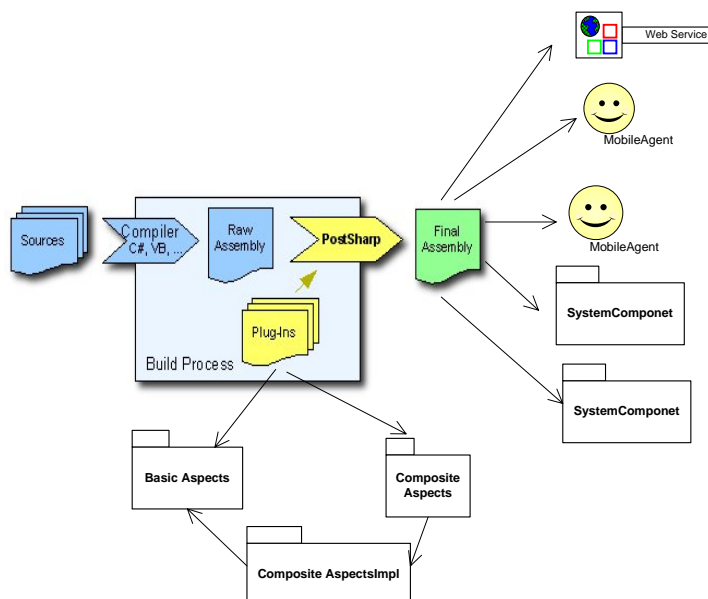 Web Service
MobileAgent
MobileAgent
Sources
Compiler
C#, VB, ...
Raw
Assembly
PostSharp
Final
Assembly
Plug-Ins
Build Process
SystemComponet
SystemComponet
Basic Aspects
Composite
Aspects
Composite AspectsImpl